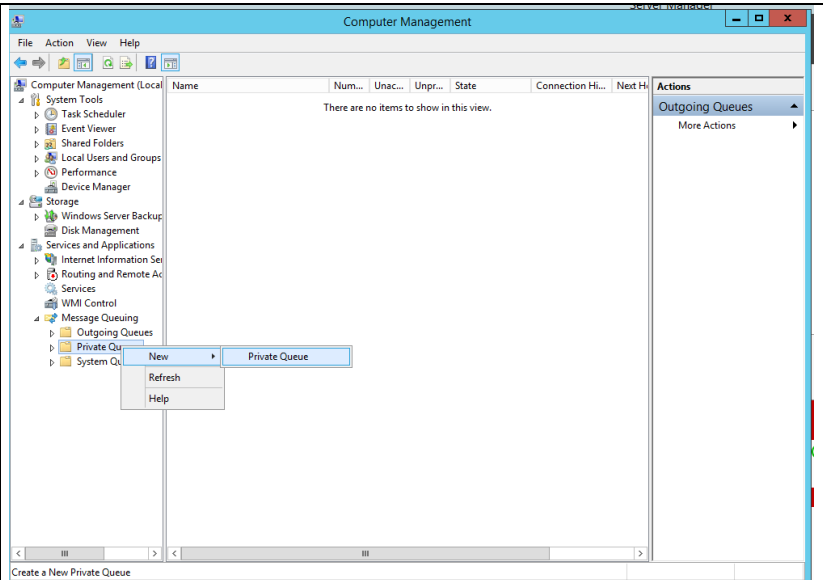 Server Manager
Computer Management
File Action View Help
Computer Management (Local
Name Num... Unac... Unpr... State Connection Hi... Next H
Actions
System Tools
There are no items to show in this view.
Outgoing Queues
Task Scheduler
More Actions
Event Viewer
Shared Folders
Local Users and Groups
Performance
Device Manager
Storage
Windows Server Backup
Disk Management
Services and Applications
Internet Information Ser
Routing and Remote Ac
Services
WMI Control
Message Queuing
Outgoing Queues
Private Qu
New
Private Queue
System Qu
Refresh
Help
Create a New Private Queue